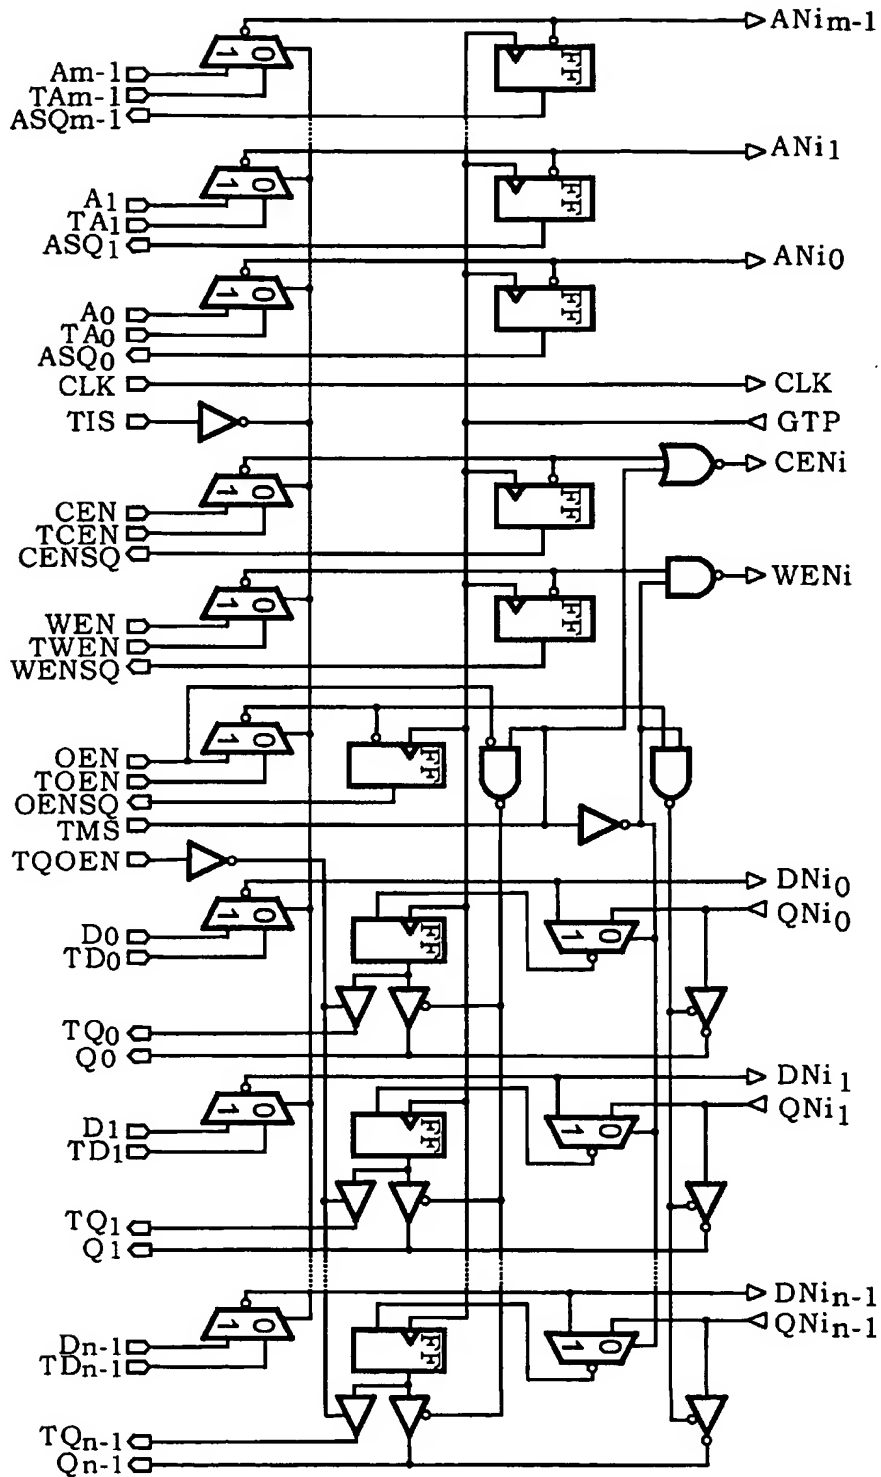 ANim-1
1 0
FF
Am-1
TAm-1
ASQm-1
ANi1
1 0
FF
A1
TA1
ASQ1
ANi0
1 0
FF
A0
TA0
ASQ0
CLK
CLK
TIS
GTP
CENi
1 0
FF
CEN
TCEN
CENSQ
WENi
1 0
FF
WEN
TWEN
WENSQ
1 0
FF
OEN
TOEN
OENSQ
TMS
TQOEN
DNi0
QNi0
1 0
FF
1 0
D0
TD0
TQ0
Q0
DNi1
QNi1
1 0
FF
1 0
D1
TD1
TQ1
Q1
DNin-1
QNin-1
1 0
FF
1 0
Dn-1
TDn-1
TQn-1
Qn-1